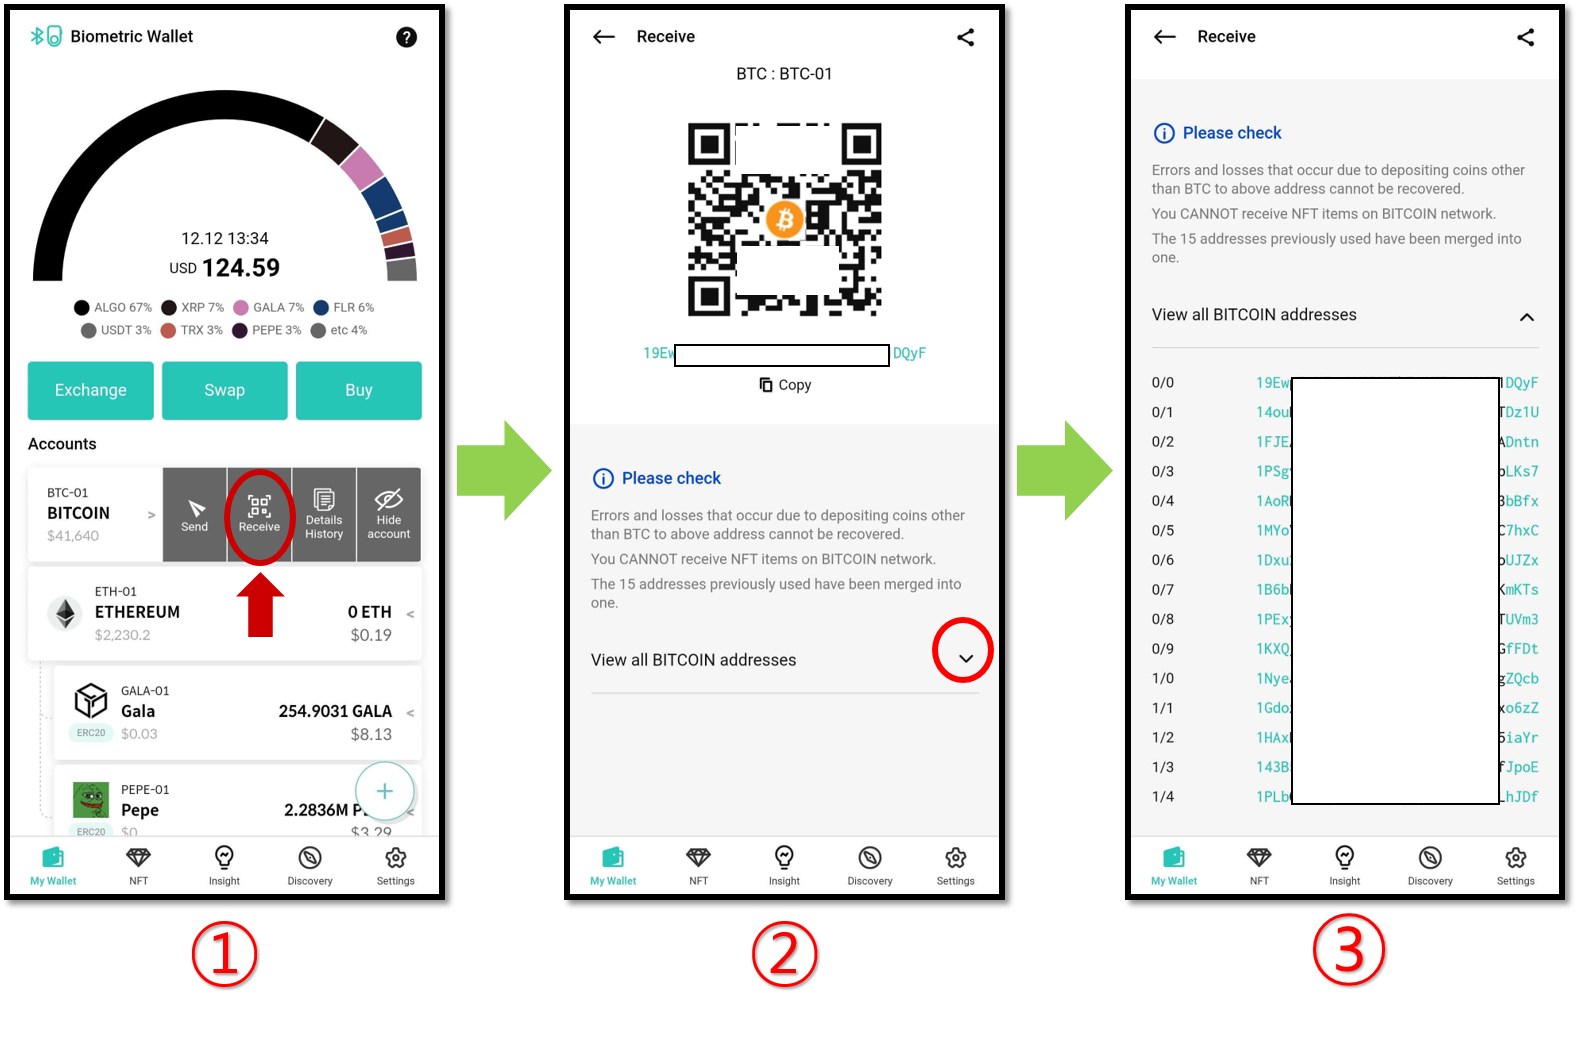 Biometric Wallet
?
12.12 13:34
USD 124.59
ALGO 67% XRP 7% GALA 7% FLR 6%
USDT 3% TRX 3% PEPE 3% etc 4%
Exchange Swap Buy
Accounts
BTC-01
BITCOIN >
$41,640
Send
Receive
Details
History
Hide
account
ETH-01
ETHEREUM 0 ETH <
$2,230.2 $0.19
GALA-01
Gala 254.9031 GALA <
ERC20 $0.03 $8.13
PEPE-01
Pepe 2.2836M P <
ERC20 $0 $3.29
+
My Wallet NFT Insight Discovery Settings
①
Receive
BTC : BTC-01
19Ew DQyF
Copy
Please check
Errors and losses that occur due to depositing coins other
than BTC to above address cannot be recovered.
You CANNOT receive NFT items on BITCOIN network.
The 15 addresses previously used have been merged into
one.
View all BITCOIN addresses
My Wallet NFT Insight Discovery Settings
②
Receive
Please check
Errors and losses that occur due to depositing coins other
than BTC to above address cannot be recovered.
You CANNOT receive NFT items on BITCOIN network.
The 15 addresses previously used have been merged into
one.
View all BITCOIN addresses
0/0 19Ew DQyF
0/1 14ou TDz1U
0/2 1FJE ADntn
0/3 1PSg LKs7
0/4 1AoR bBfx
0/5 1MYo C7hxC
0/6 1Dxu UJZx
0/7 1B6b mKTs
0/8 1PEx TUVm3
0/9 1KXQ fFDt
1/0 1Nye gZQcb
1/1 1Gdo o6zZ
1/2 1HAx iaYr
1/3 143B fJpoE
1/4 1PLb hJDf
My Wallet NFT Insight Discovery Settings
③